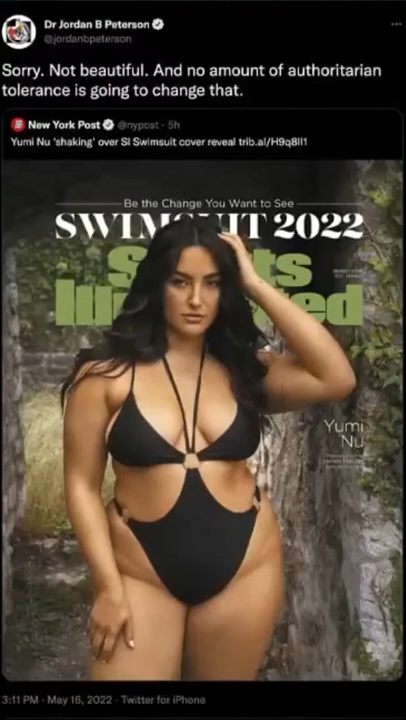 Dr Jordan B Peterson
@jordanbpeterson
Sorry. Not beautiful. And no amount of authoritarian
tolerance is going to change that.
New York Post @nypost · 5h
Yumi Nu 'shaking' over SI Swimsuit cover reveal trib.al/H9q8lI1
Be the Change You Want to See
SWIMSUIT 2022
Sports
Illustrated
Yumi
Nu
3:11 PM · May 16, 2022 · Twitter for iPhone